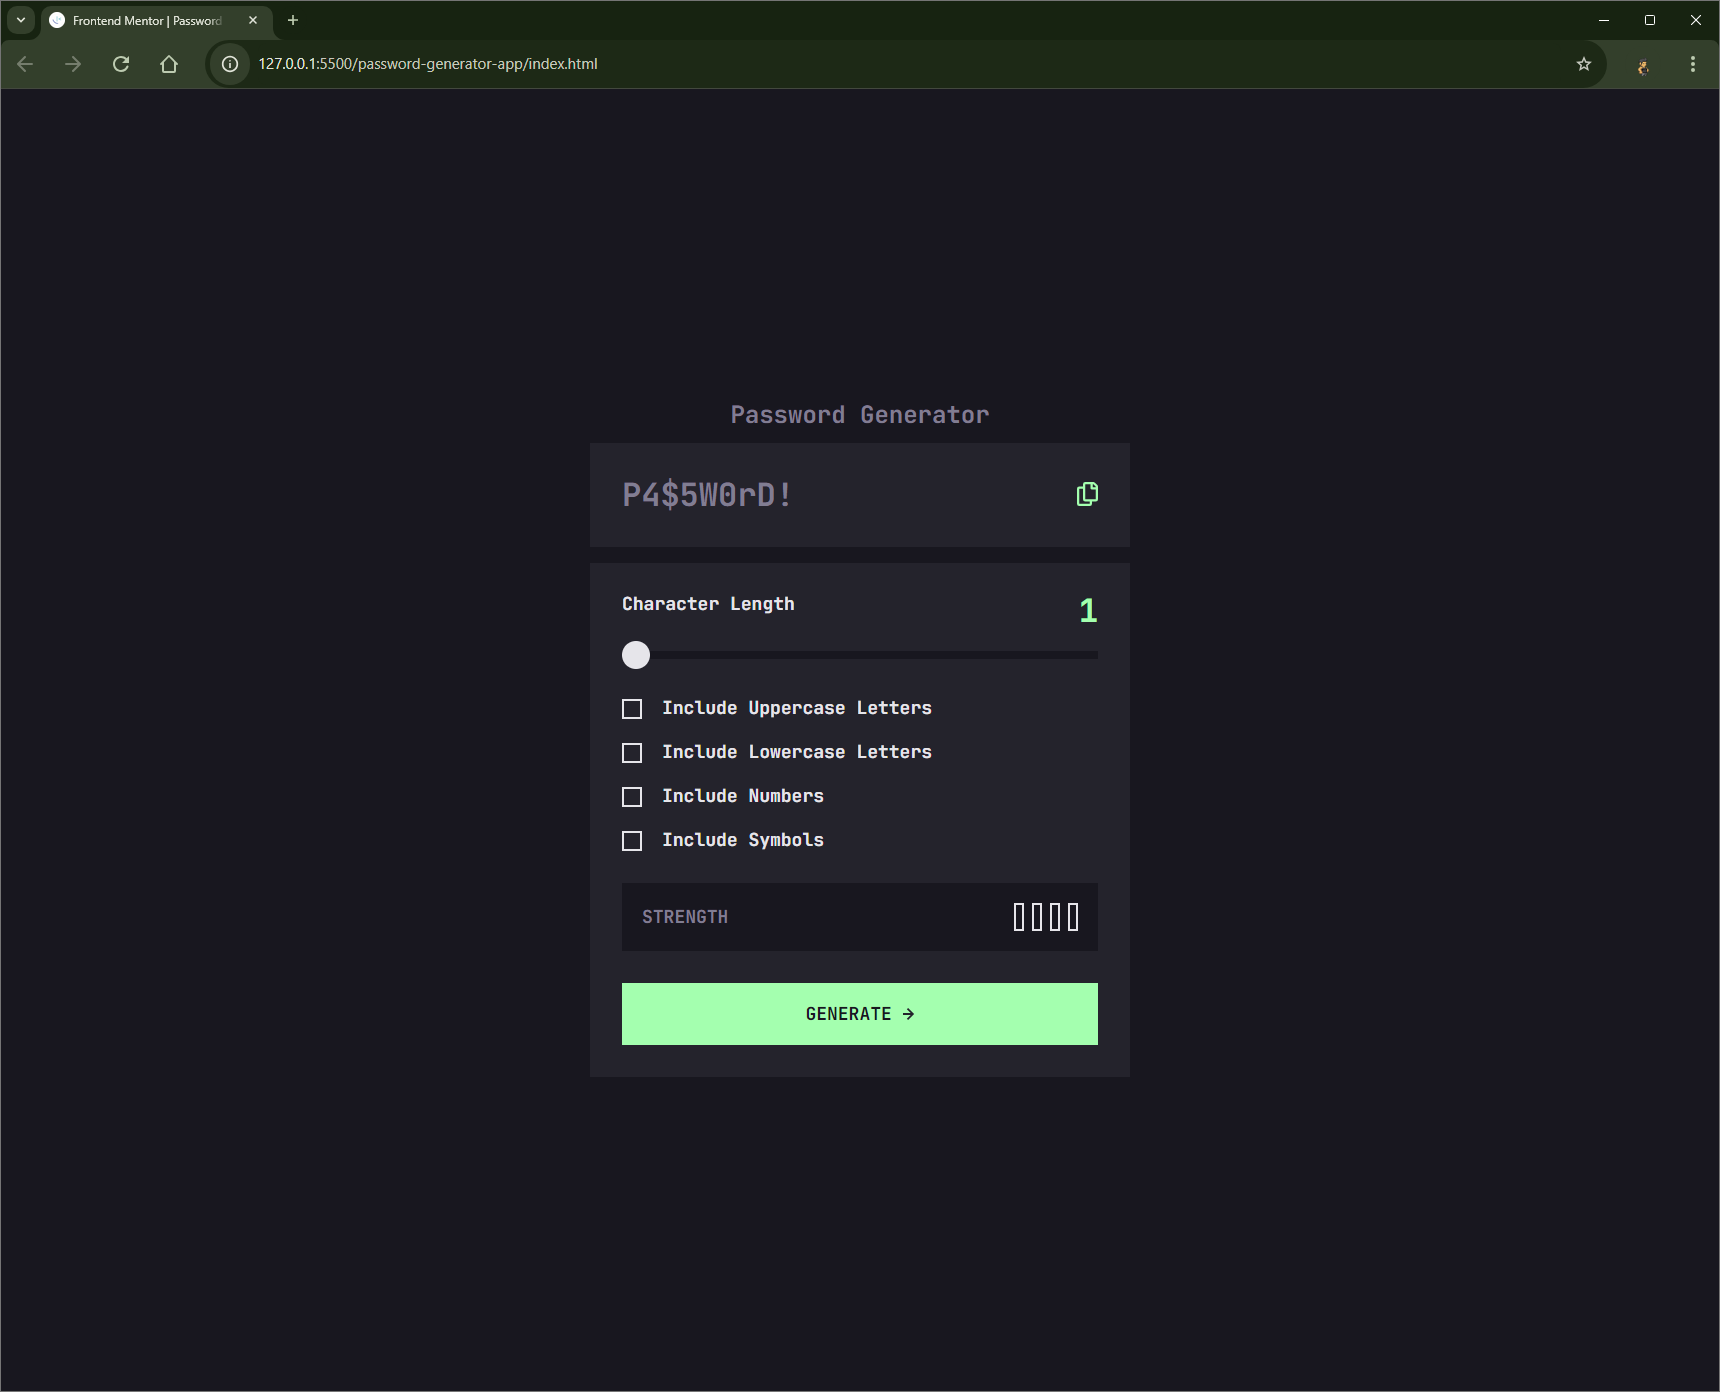 Frontend Mentor | Password
127.0.0.1:5500/password-generator-app/index.html
Password Generator
P4$5W0rD!
Character Length
1
Include Uppercase Letters
Include Lowercase Letters
Include Numbers
Include Symbols
STRENGTH
GENERATE →